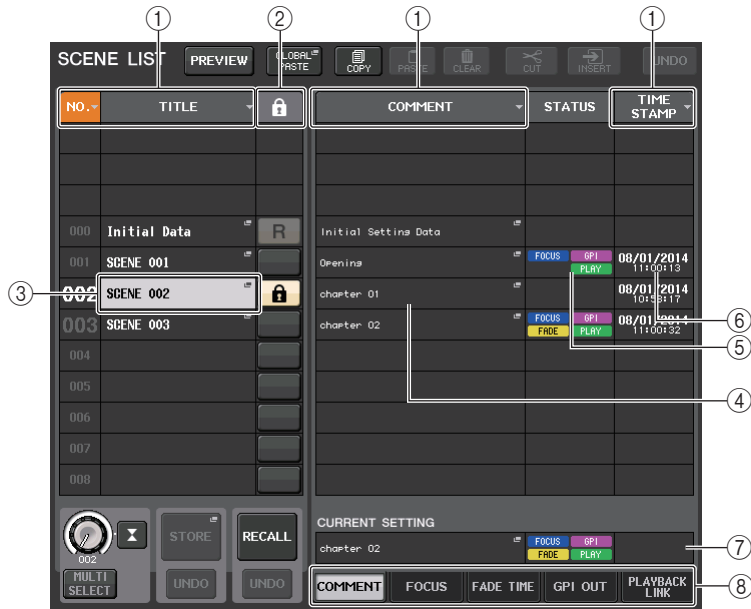 ① ② ① ①
SCENE LIST PREVIEW GLOBAL PASTE COPY PASTE CLEAR CUT INSERT UNDO
NO. TITLE COMMENT STATUS TIME STAMP
000 Initial Data R Initial Setting Data
001 SCENE 001 Opening FOCUS GPI 08/01/2014
PLAY 11:00:13
③ 002 SCENE 002 chapter 01 08/01/2014
10:58:17 ⑥
003 SCENE 003 chapter 02 FOCUS GPI 08/01/2014
FADE PLAY 11:00:32
⑤
004
④
005
006
007
008
CURRENT SETTING
STORE RECALL
chapter 02 FOCUS GPI
FADE PLAY ⑦
002
MULTI SELECT UNDO UNDO COMMENT FOCUS FADE TIME GPI OUT PLAYBACK LINK ⑧